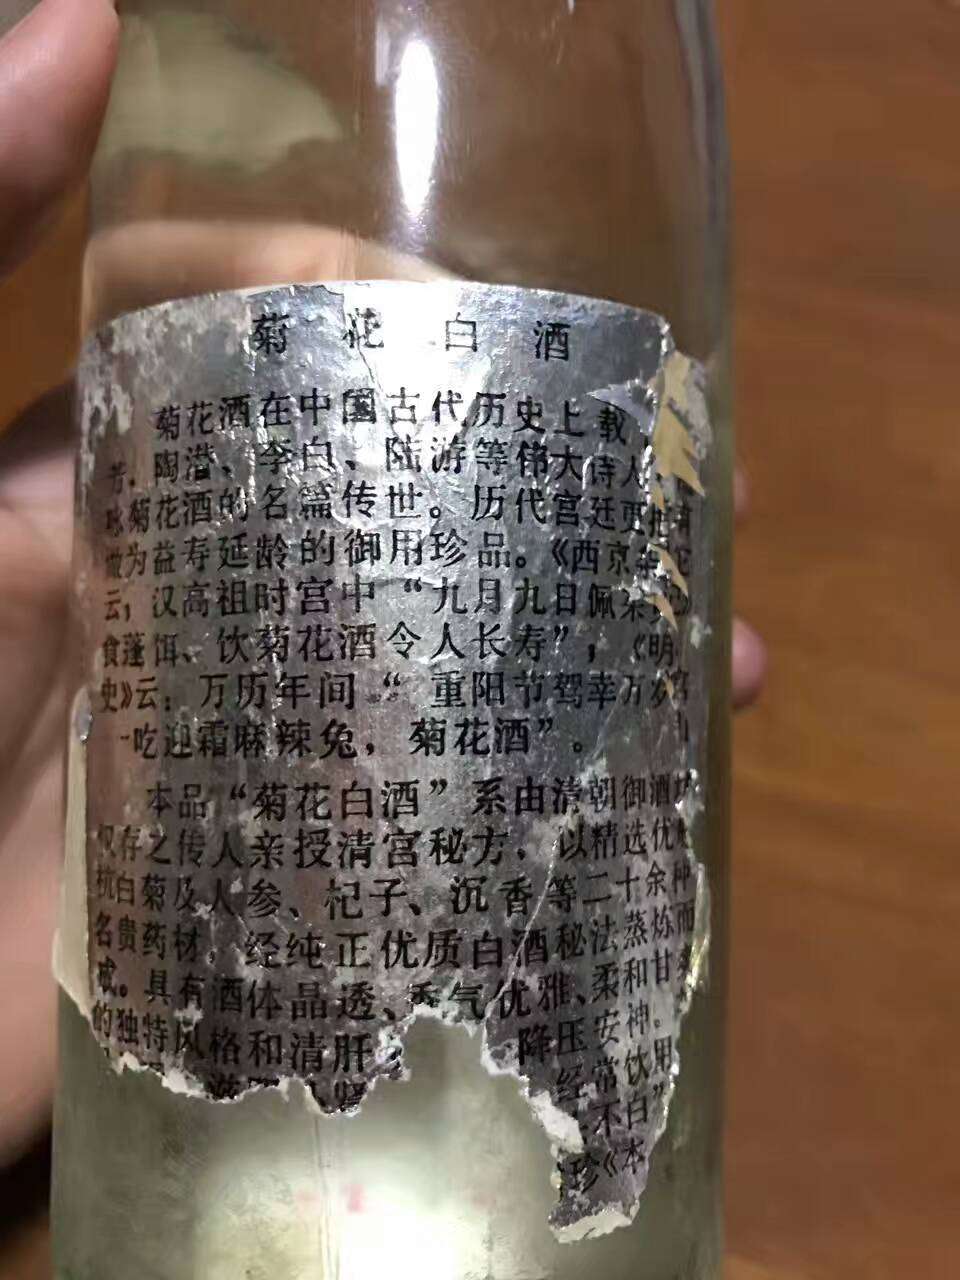 菊花白酒
菊花酒在中国古代历史上载
芳。陶潜、李白、陆游等伟大诗人，
咏菊花酒的名篇传世。历代宫廷更把
做为益寿延龄的御用珍品。《西京
云；汉高祖时宫中“九月九日佩
食蓬饵、饮菊花酒令人长寿”，《明
史》云：万历年间“重阳节驾幸万岁
吃迎霜麻辣兔，菊花酒”。
本品“菊花白酒”系由清朝御酒
仅存之传人亲授清宫秘方，以精选优
杭白菊及人参、杞子、沉香等二十余种
名贵药材，经纯正优质白酒秘法蒸炼而
成。具有酒体晶透、香气优雅、柔和甘
的独特风格和清肝 降压安神。
滋 经常饮用
不白”
珍《本